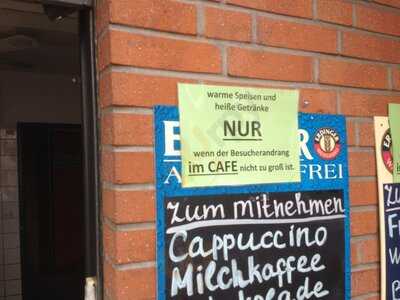 warme Speisen und
heiße Getränke
NUR
wenn der Besucherandrang
im CAFE nicht zu groß ist.
ERDINGER
FREI
zum mitnehmen
Cappuccino
Milchkaffee